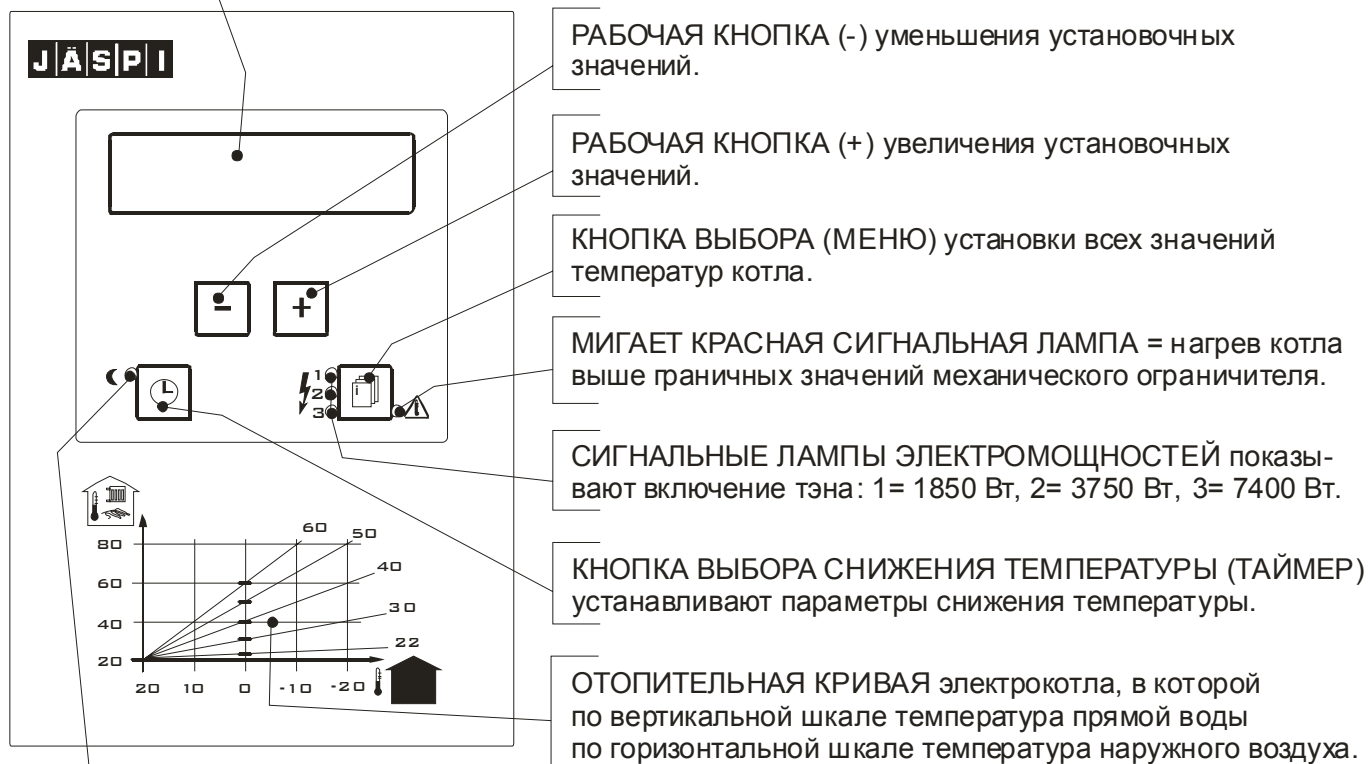 JÄSPI
РАБОЧАЯ КНОПКА (-) уменьшения установочных
значений.
РАБОЧАЯ КНОПКА (+) увеличения установочных
значений.
КНОПКА ВЫБОРА (МЕНЮ) установки всех значений
температур котла.
МИГАЕТ КРАСНАЯ СИГНАЛЬНАЯ ЛАМПА = нагрев котла
выше граничных значений механического ограничителя.
СИГНАЛЬНЫЕ ЛАМПЫ ЭЛЕКТРОМОЩНОСТЕЙ показы-
вают включение тэна: 1= 1850 Вт, 2= 3750 Вт, 3= 7400 Вт.
КНОПКА ВЫБОРА СНИЖЕНИЯ ТЕМПЕРАТУРЫ (ТАЙМЕР)
устанавливают параметры снижения температуры.
ОТОПИТЕЛЬНАЯ КРИВАЯ электрокотла, в которой
по вертикальной шкале температура прямой воды
по горизонтальной шкале температура наружного воздуха.
- +
1
2
3
i
60
50
80
40
60
30
40
22
20
20 10 0 -10 -20